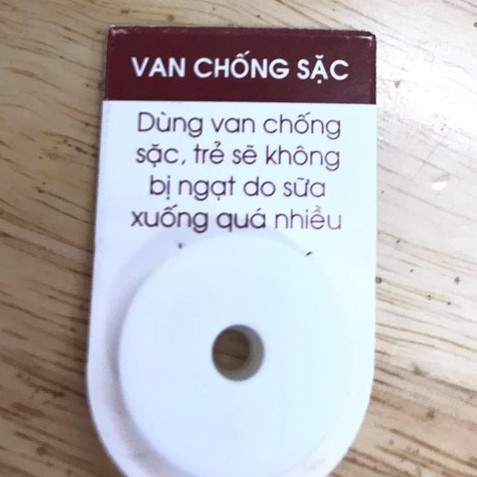 VAN CHỐNG SẶC
Dùng van chống
sặc, trẻ sẽ không
bị ngạt do sữa
xuống quá nhiều